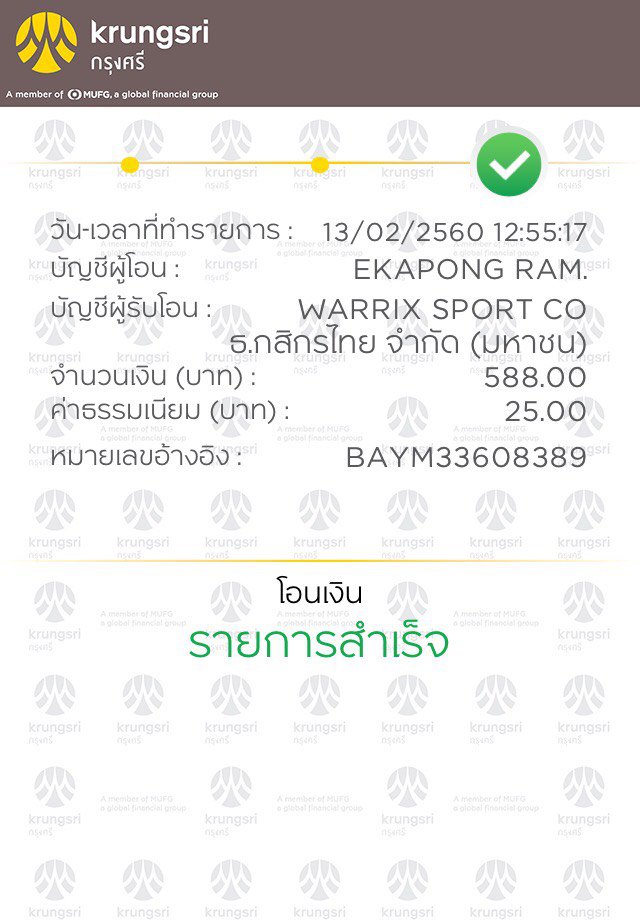 krungsri
กรุงศรี
A member of MUFG, a global financial group
วัน-เวลาที่ทำรายการ : 13/02/2560 12:55:17
บัญชีผู้โอน : EKAPONG RAM.
บัญชีผู้รับโอน : WARRIX SPORT CO
ธ.กสิกรไทย จำกัด (มหาชน)
จำนวนเงิน (บาท) : 588.00
ค่าธรรมเนียม (บาท) : 25.00
หมายเลขอ้างอิง : BAYM33608389
โอนเงิน
รายการสำเร็จ